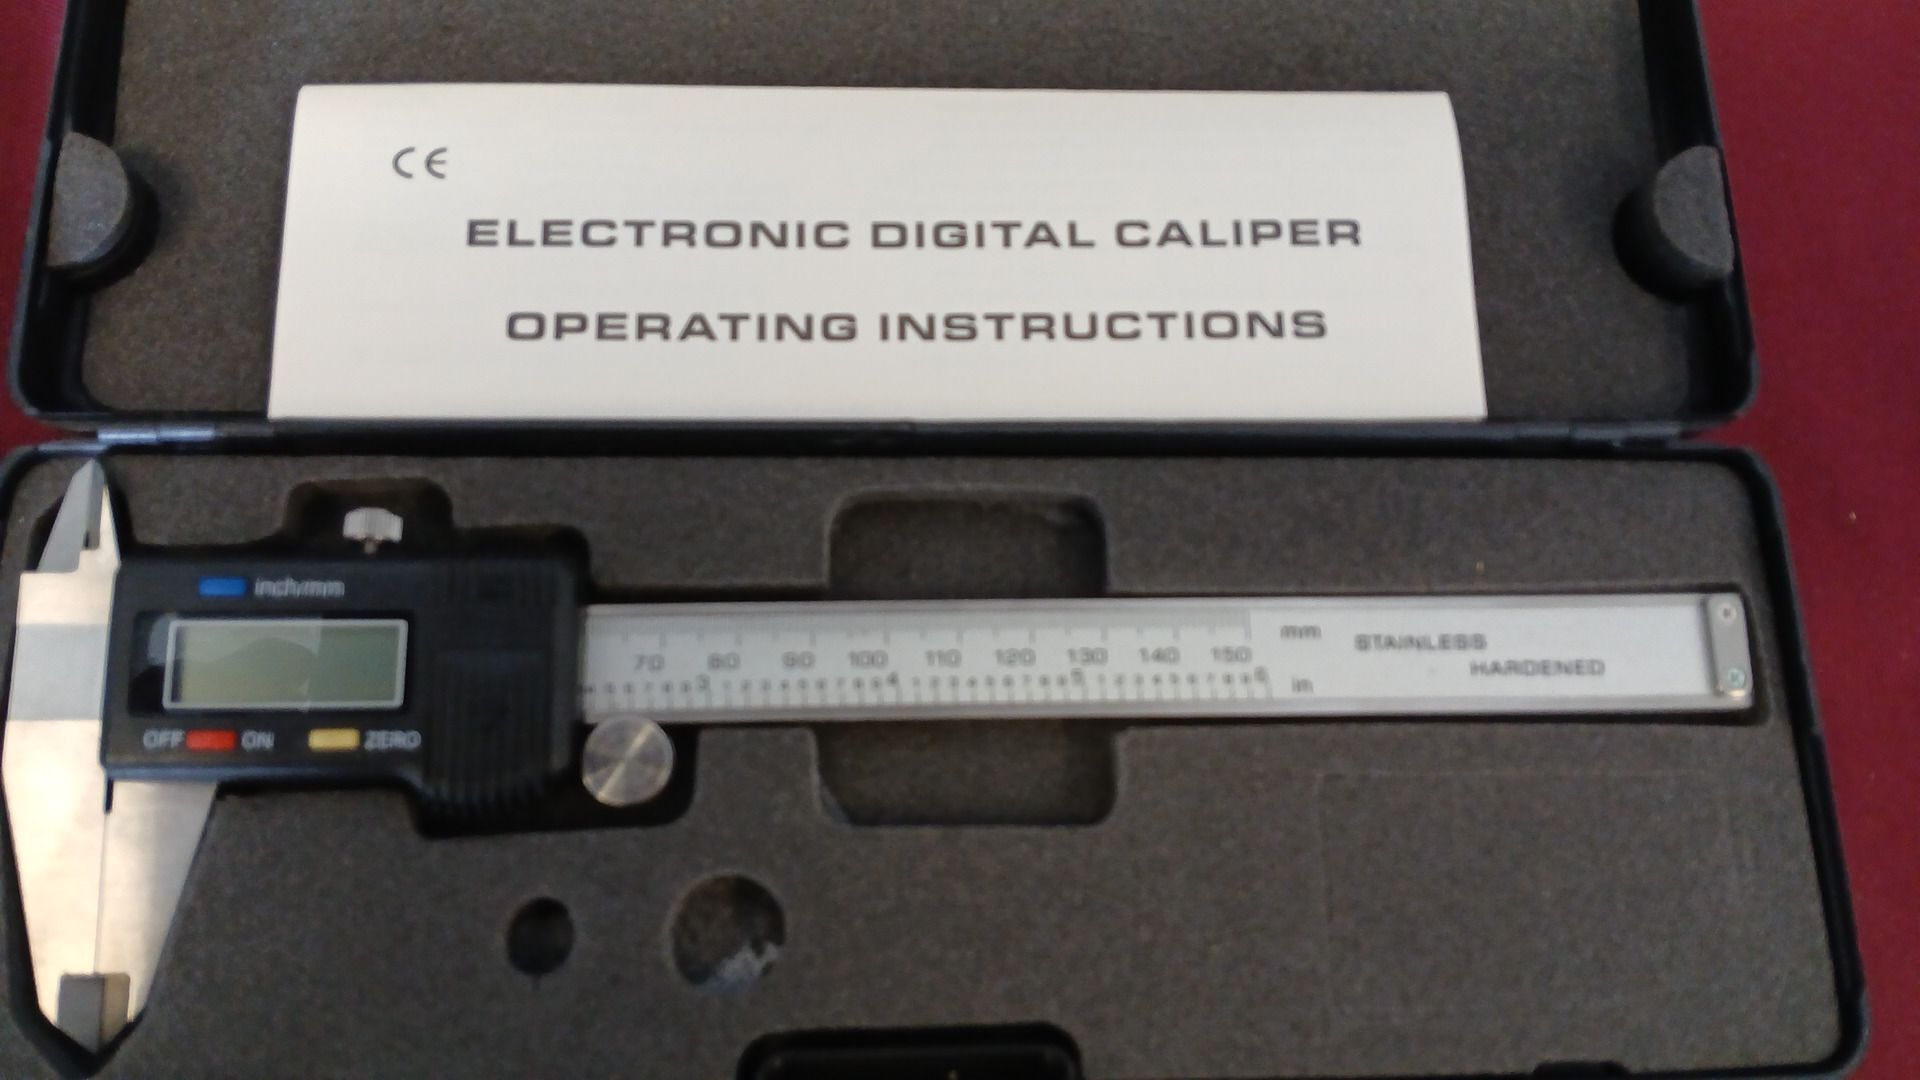 CE
ELECTRONIC DIGITAL CALIPER
OPERATING INSTRUCTIONS
inch/mm
OFF ON ZERO
70 80 90 100 110 120 130 140 150 mm
3 4 5 6 in
STAINLESS
HARDENED